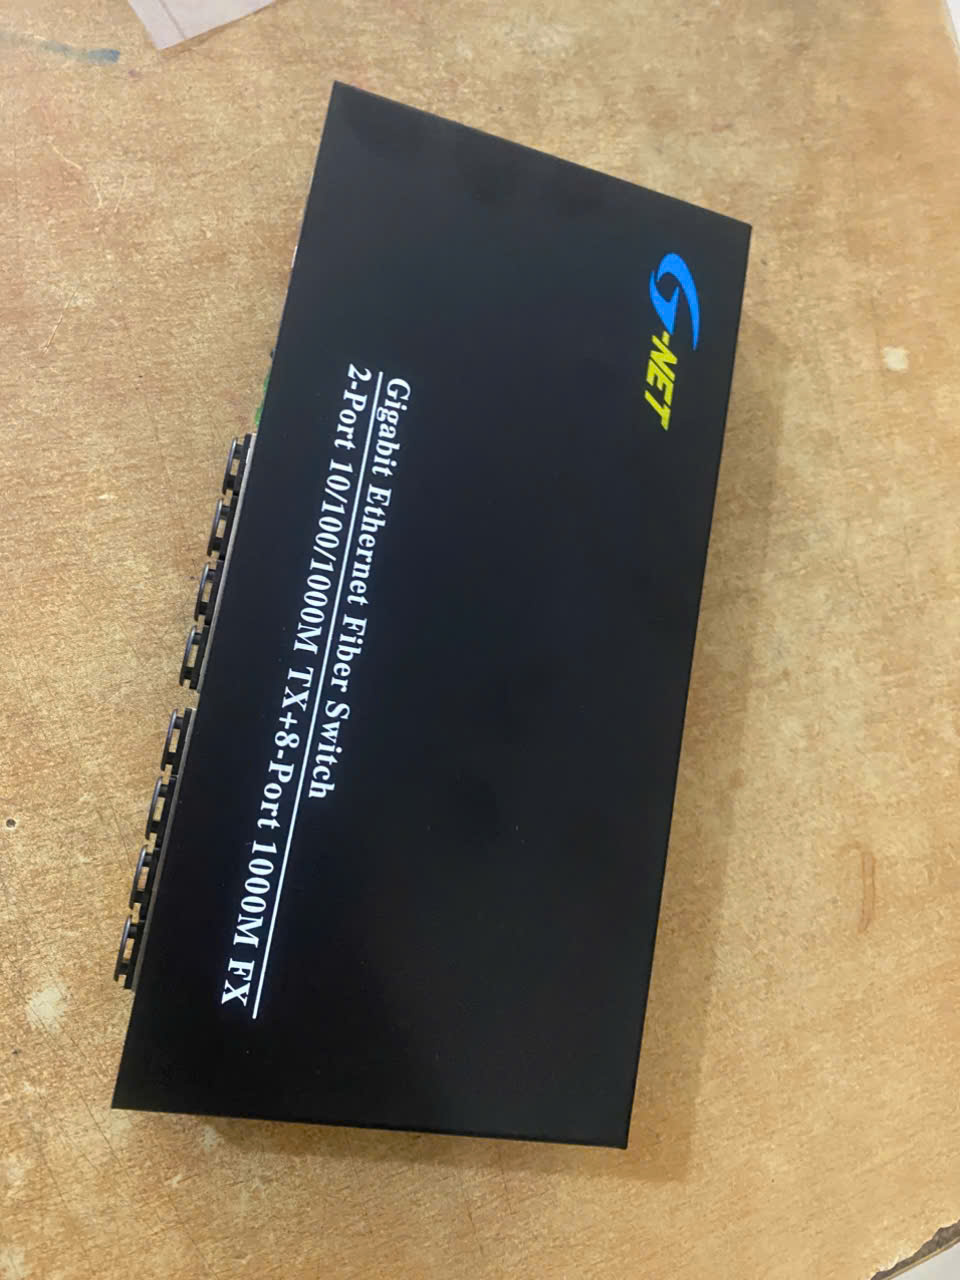 G-NET
Gigabit Ethernet Fiber Switch
2-Port 10/100/1000M TX+8-Port 1000M FX